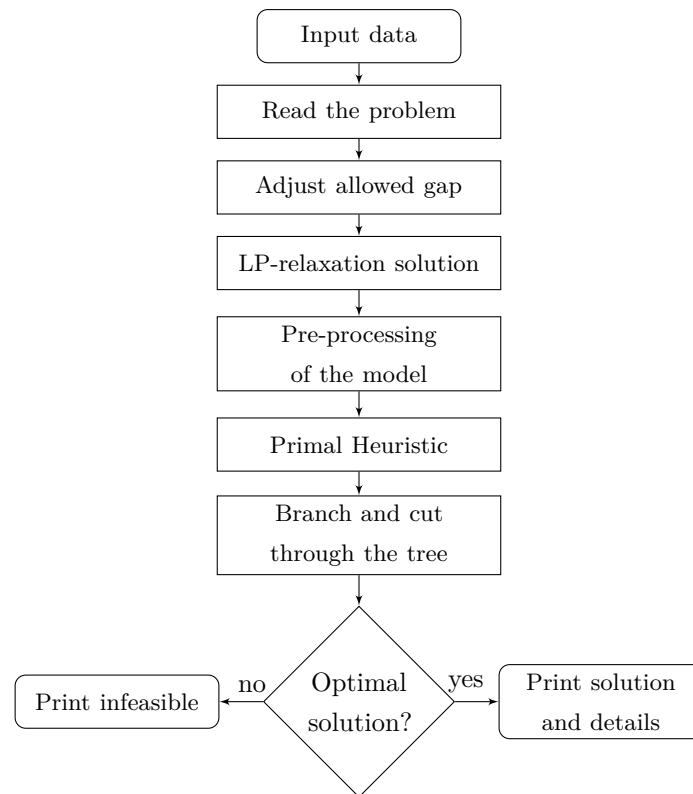 Input data
Read the problem
Adjust allowed gap
LP-relaxation solution
Pre-processing
of the model
Primal Heuristic
Branch and cut
through the tree
no
yes
Print infeasible
Optimal
solution?
Print solution
and details